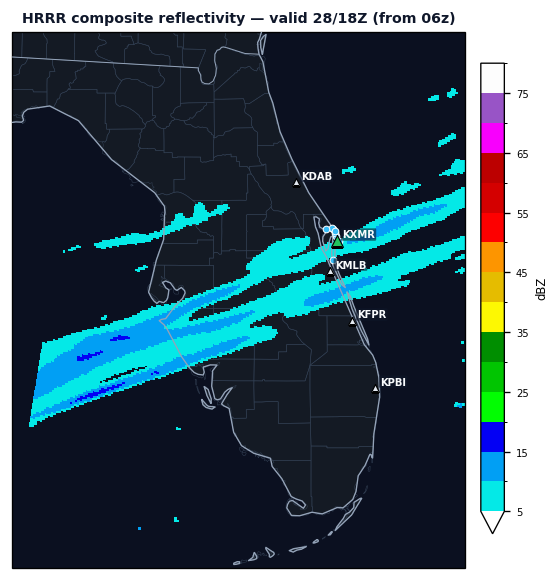 HRRR composite reflectivity — valid 28/18Z (from 06z)
KDAB
KXMR
KMLB
KFPR
KPBI
75
65
55
45
35
25
15
5
dBZ